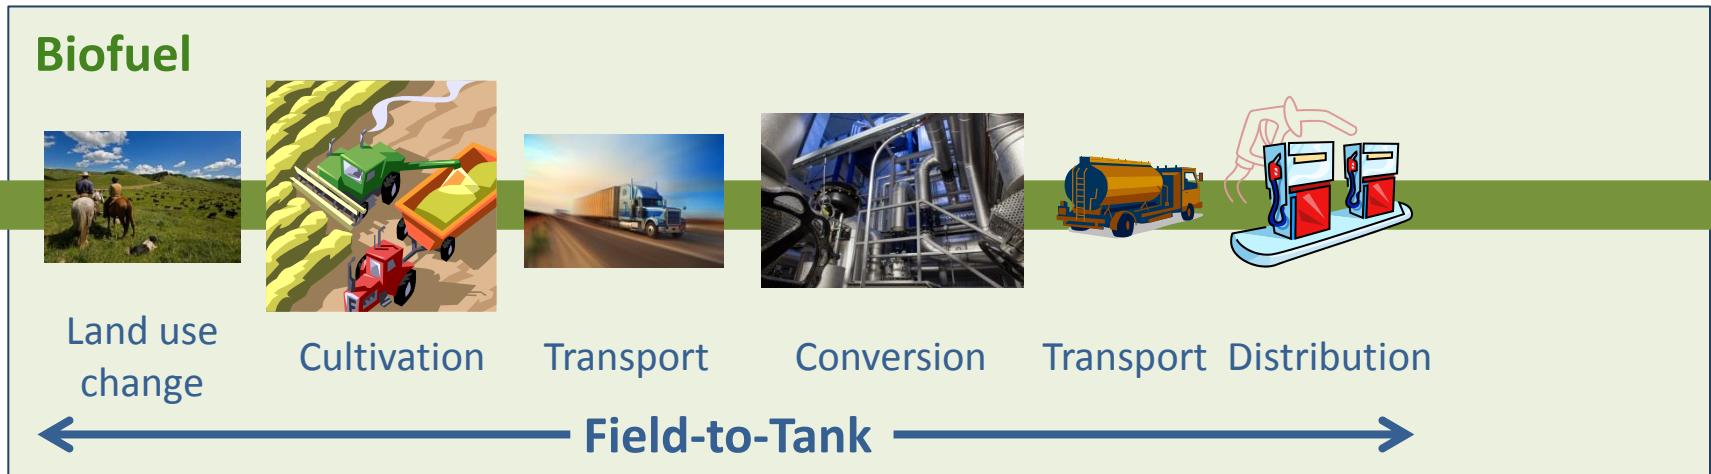 Biofuel
Land use
change
Cultivation
Transport
Conversion
Transport
Distribution
Field-to-Tank